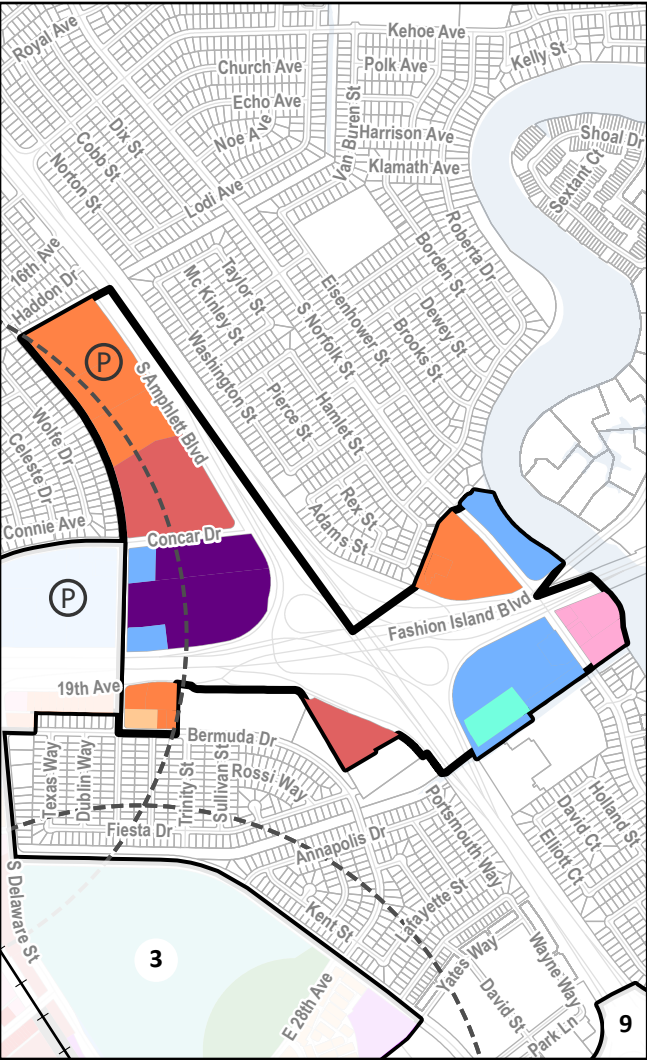 Royal Ave
Kehoe Ave
Kelly St
Church Ave
Polk Ave
Echo Ave
Van Buren St
Dix St
Noe Ave
Harrison Ave
Shoal Dr
Cobb St
Klamath Ave
Sextant Ct
Norton St
Lodi Ave
Roberta Dr
Borden St
16th Ave
Haddon Dr
Taylor St
Mc Kinley St
Eisenhower St
S Norfolk St
Dewey St
Brooks St
P
S Amphlett Blvd
Washington St
Pierce St
Hamlet St
Wolfe Dr
Celeste Dr
Rex St
Adams St
Connie Ave
Concar Dr
P
Fashion Island Blvd
19th Ave
Bermuda Dr
Texas Way
Dublin Way
Trinity St
Sullivan St
Rossi Way
Fiesta Dr
Annapolis Dr
Portsmouth Way
Holland St
David Ct
Elliott Ct
S Delaware St
Kent St
Lafayette St
3
Yates Way
Wayne Way
E 28th Ave
David St
Park Ln
9